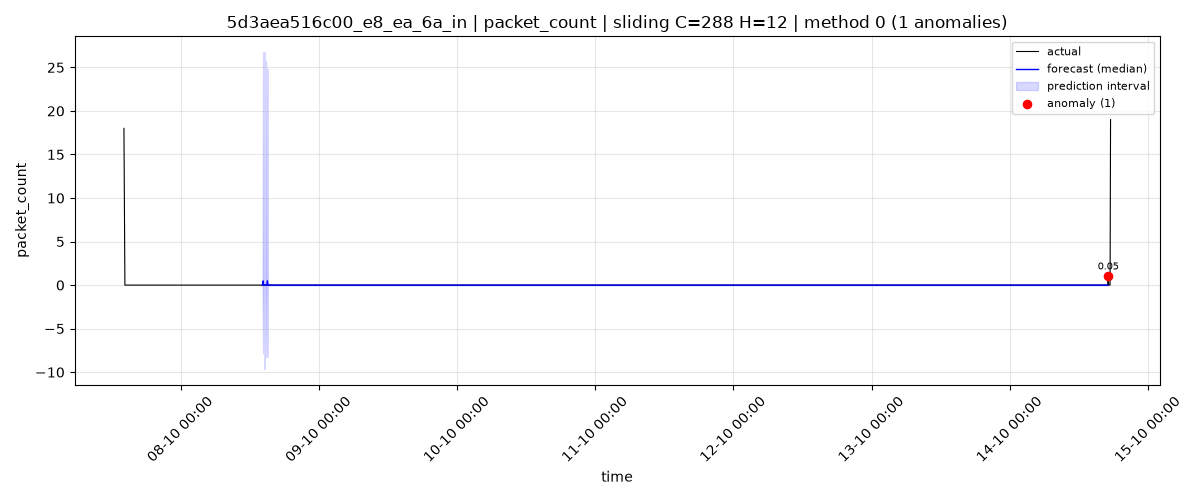 5d3aea516c00_e8_ea_6a_in | packet_count | sliding C=288 H=12 | method 0 (1 anomalies)
actual
forecast (median)
prediction interval
anomaly (1)
25
20
15
10
5
0
−5
−10
packet_count
0.05
08-10 00:00
09-10 00:00
10-10 00:00
11-10 00:00
12-10 00:00
13-10 00:00
14-10 00:00
15-10 00:00
time